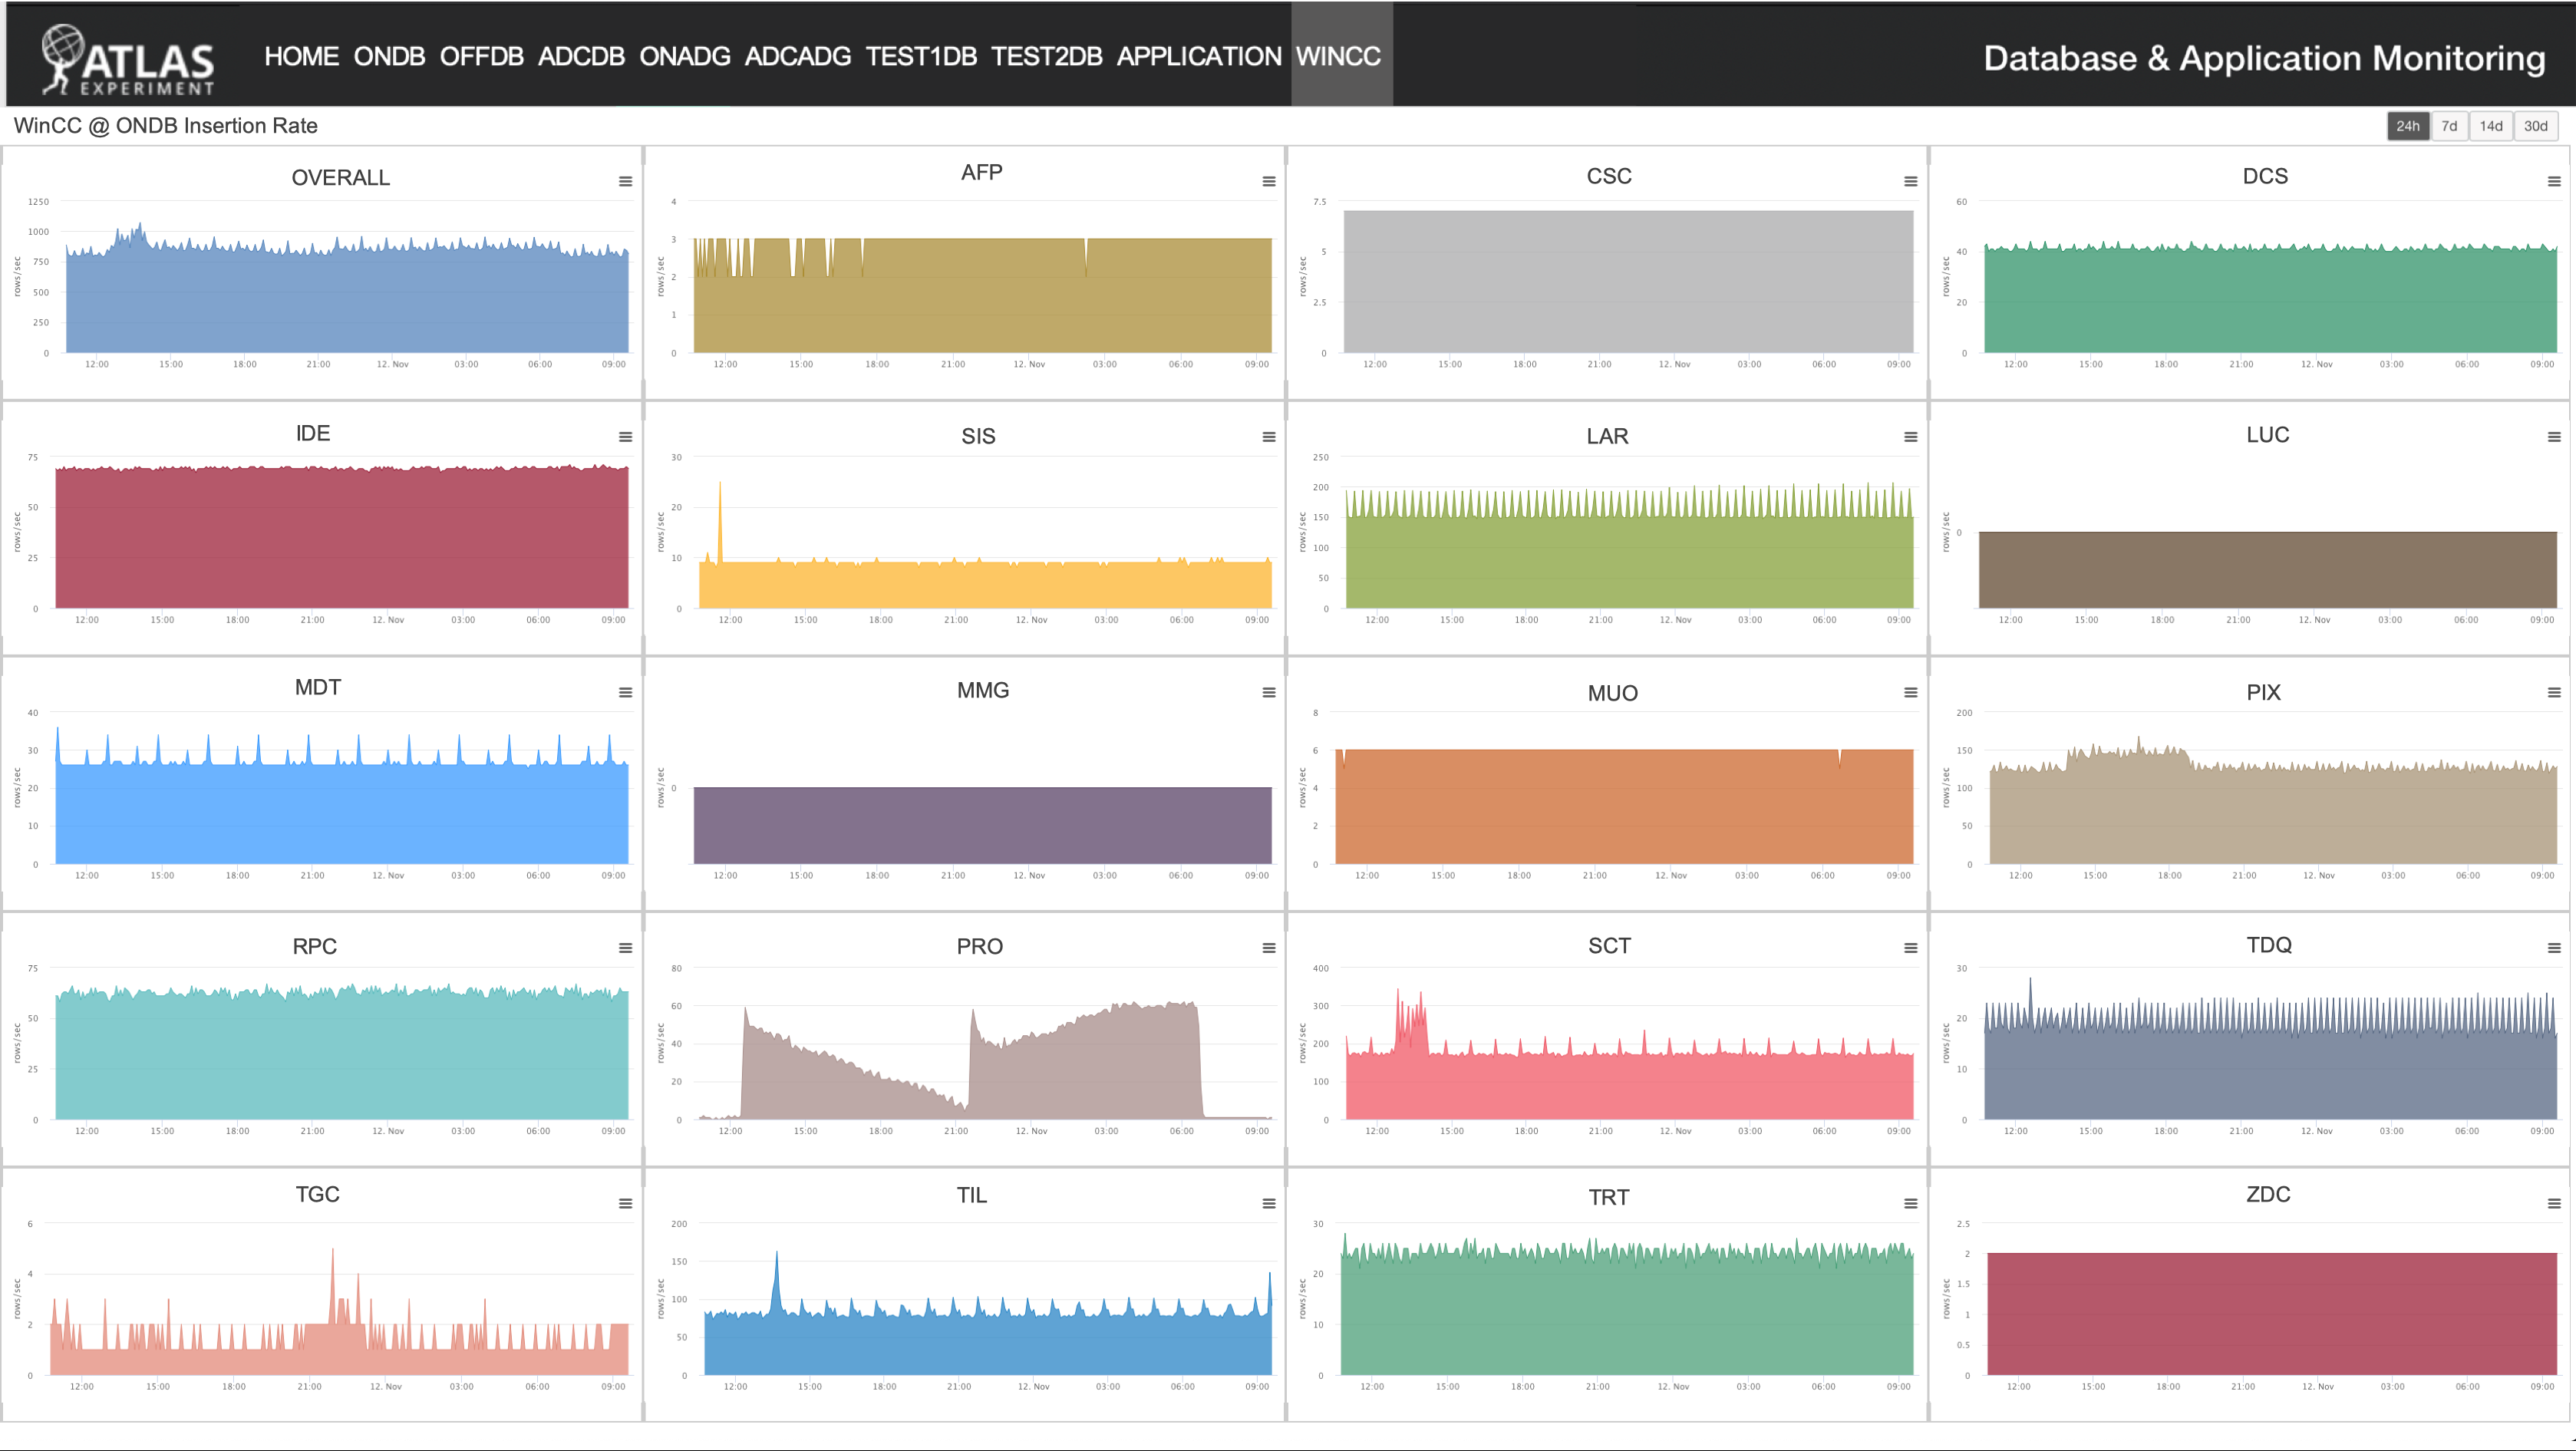 ATLAS
EXPERIMENT
HOME ONDB OFFDB ADCDB ONADG ADCADG TEST1DB TEST2DB APPLICATION WINCC
Database & Application Monitoring
WinCC @ ONDB Insertion Rate
24h 7d 14d 30d
OVERALL
rows/sec
1250
1000
750
500
250
0
12:00 15:00 18:00 21:00 12. Nov 03:00 06:00 09:00
AFP
rows/sec
4
3
2
1
0
12:00 15:00 18:00 21:00 12. Nov 03:00 06:00 09:00
CSC
rows/sec
7.5
5
2.5
0
12:00 15:00 18:00 21:00 12. Nov 03:00 06:00 09:00
DCS
rows/sec
60
40
20
0
12:00 15:00 18:00 21:00 12. Nov 03:00 06:00 09:00
IDE
rows/sec
75
50
25
0
12:00 15:00 18:00 21:00 12. Nov 03:00 06:00 09:00
SIS
rows/sec
30
20
10
0
12:00 15:00 18:00 21:00 12. Nov 03:00 06:00 09:00
LAR
rows/sec
250
200
150
100
50
0
12:00 15:00 18:00 21:00 12. Nov 03:00 06:00 09:00
LUC
rows/sec
0
12:00 15:00 18:00 21:00 12. Nov 03:00 06:00 09:00
MDT
rows/sec
40
30
20
10
0
12:00 15:00 18:00 21:00 12. Nov 03:00 06:00 09:00
MMG
rows/sec
0
12:00 15:00 18:00 21:00 12. Nov 03:00 06:00 09:00
MUO
rows/sec
8
6
4
2
0
12:00 15:00 18:00 21:00 12. Nov 03:00 06:00 09:00
PIX
rows/sec
200
150
100
50
0
12:00 15:00 18:00 21:00 12. Nov 03:00 06:00 09:00
RPC
rows/sec
75
50
25
0
12:00 15:00 18:00 21:00 12. Nov 03:00 06:00 09:00
PRO
rows/sec
80
60
40
20
0
12:00 15:00 18:00 21:00 12. Nov 03:00 06:00 09:00
SCT
rows/sec
400
300
200
100
0
12:00 15:00 18:00 21:00 12. Nov 03:00 06:00 09:00
TDQ
rows/sec
30
20
10
0
12:00 15:00 18:00 21:00 12. Nov 03:00 06:00 09:00
TGC
rows/sec
6
4
2
0
12:00 15:00 18:00 21:00 12. Nov 03:00 06:00 09:00
TIL
rows/sec
200
150
100
50
0
12:00 15:00 18:00 21:00 12. Nov 03:00 06:00 09:00
TRT
rows/sec
30
20
10
0
12:00 15:00 18:00 21:00 12. Nov 03:00 06:00 09:00
ZDC
rows/sec
2.5
2
1.5
1
0.5
0
12:00 15:00 18:00 21:00 12. Nov 03:00 06:00 09:00